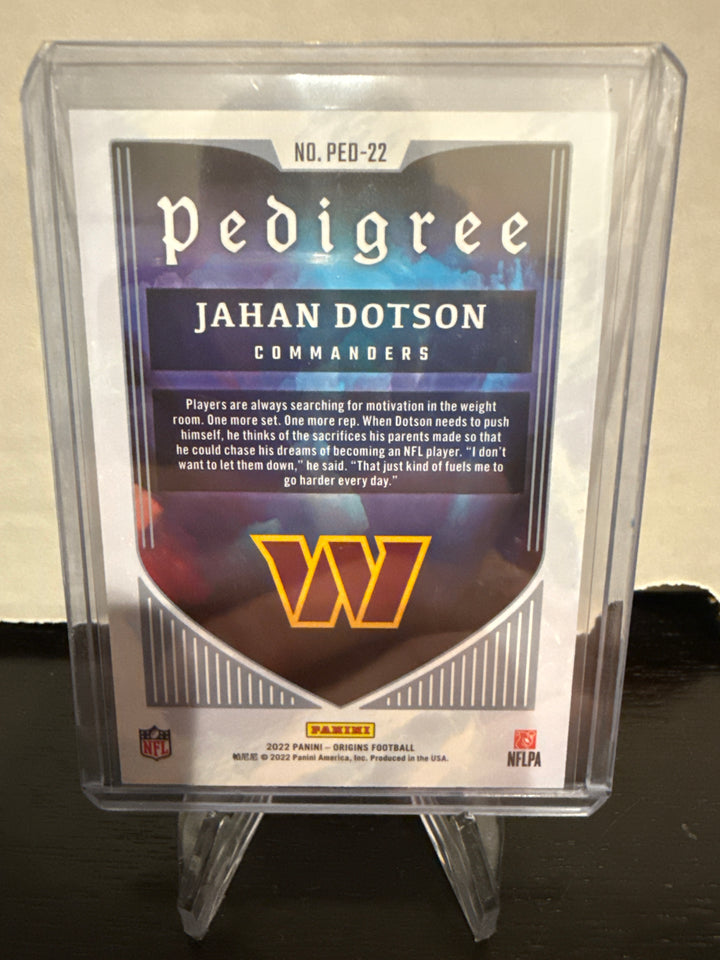 NO. PED-22
Pedigree
JAHAN DOTSON
COMMANDERS
Players are always searching for motivation in the weight
room. One more set. One more rep. When Dotson needs to push
himself, he thinks of the sacrifices his parents made so that
he could chase his dreams of becoming an NFL player. “I don’t
want to let them down,” he said. “That just kind of fuels me to
go harder every day.”
W
PANINI
2022 PANINI – ORIGINS FOOTBALL
帕尼尼 © 2022 Panini America, Inc. Produced in the USA.
NFL
NFLPA